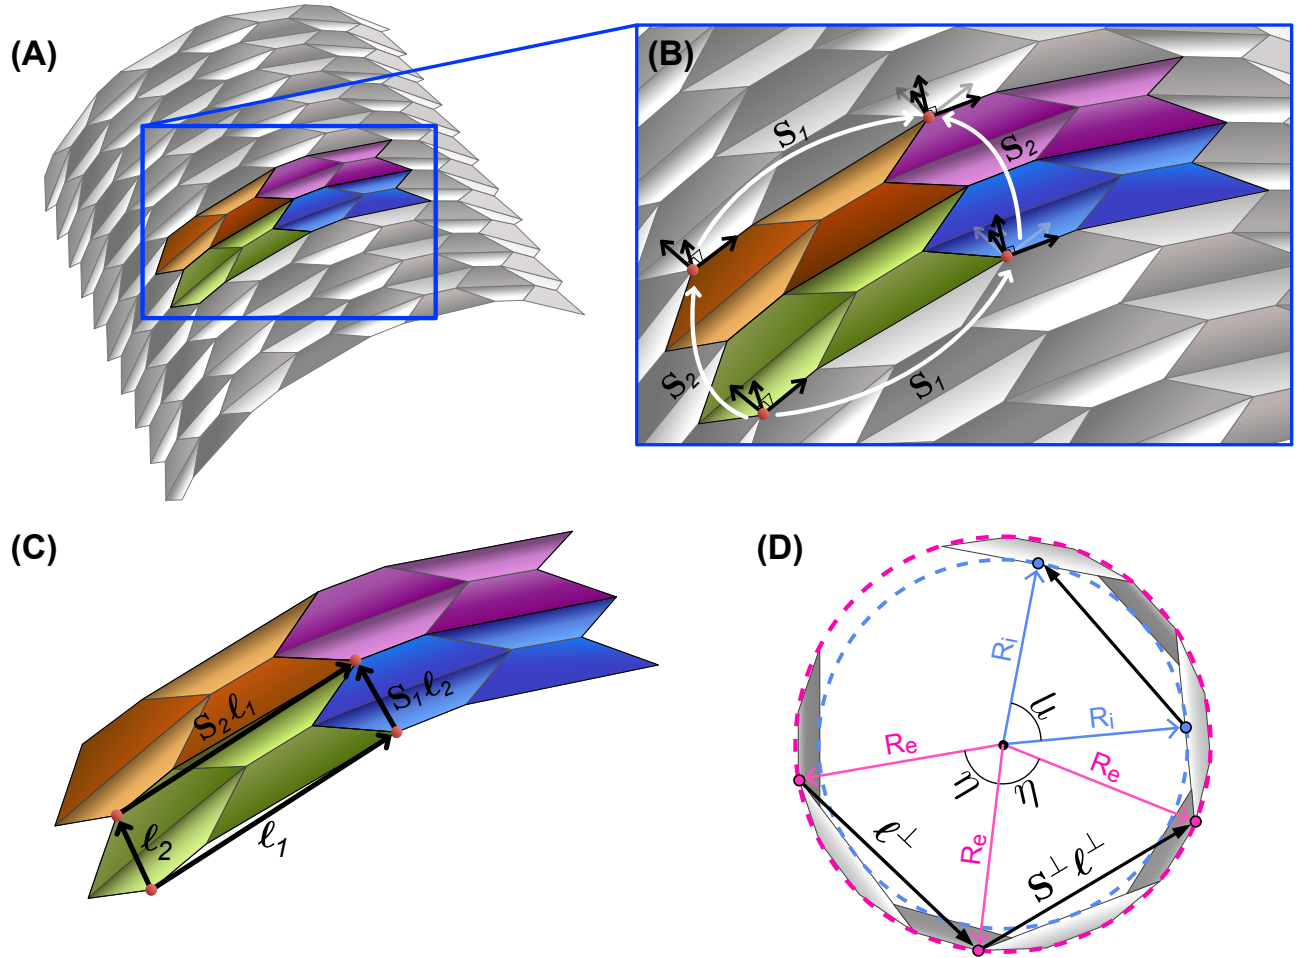 (A)
(B)
S₁
S₂
S₂
S₁
(C)
S₂ℓ₁
S₁ℓ₂
ℓ₂
ℓ₁
(D)
Rᵢ
η
Rᵢ
Rₑ
Rₑ
η
η
Rₑ
ℓ^⊥
S^⊥ℓ^⊥